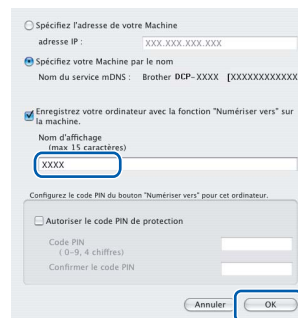 Spécifiez l'adresse de votre Machine
adresse IP :
XXX.XXX.XXX.XXX
Spécifiez votre Machine par le nom
Nom du service mDNS : Brother DCP-XXXX [XXXXXXXXXXXX
Enregistrez votre ordinateur avec la fonction "Numériser vers" sur
la machine.
Nom d'affichage
(max 15 caractères)
XXXX
Configurez le code PIN du bouton "Numériser vers" pour cet ordinateur.
Autoriser le code PIN de protection
Code PIN
( 0-9, 4 chiffres)
Confirmer le code PIN
Annuler OK